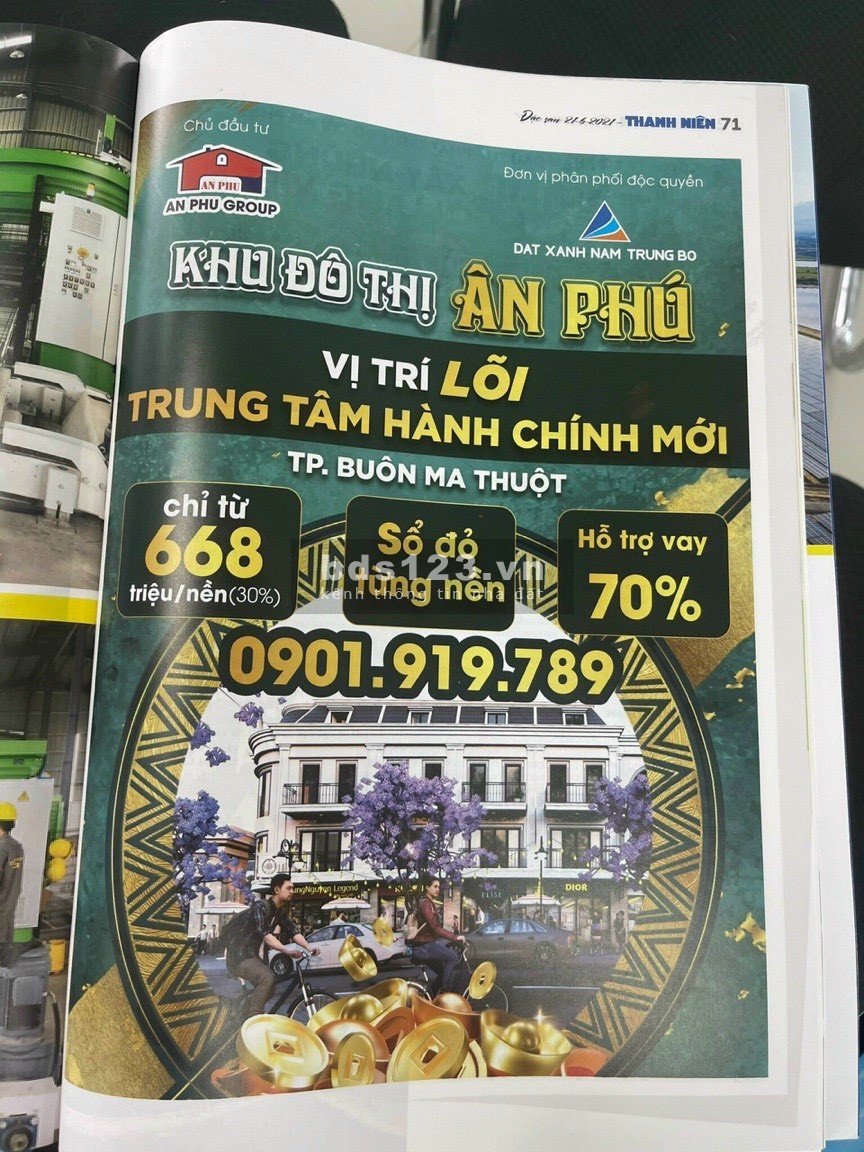 Đặc san 21-6-2021 - THANH NIÊN 71
Chủ đầu tư
AN PHU
AN PHU GROUP
Đơn vị phân phối độc quyền
DAT XANH NAM TRUNG BO
KHU ĐÔ THỊ ÂN PHÚ
VỊ TRÍ LÕI
TRUNG TÂM HÀNH CHÍNH MỚI
TP. BUÔN MA THUỘT
chỉ từ
668
triệu/nền (30%)
Sổ đỏ
từng nền
Hỗ trợ vay
70%
bds123.vn
kênh thông tin nhà đất
0901.919.789
ungNguyen Legend
ELISE
DIOR